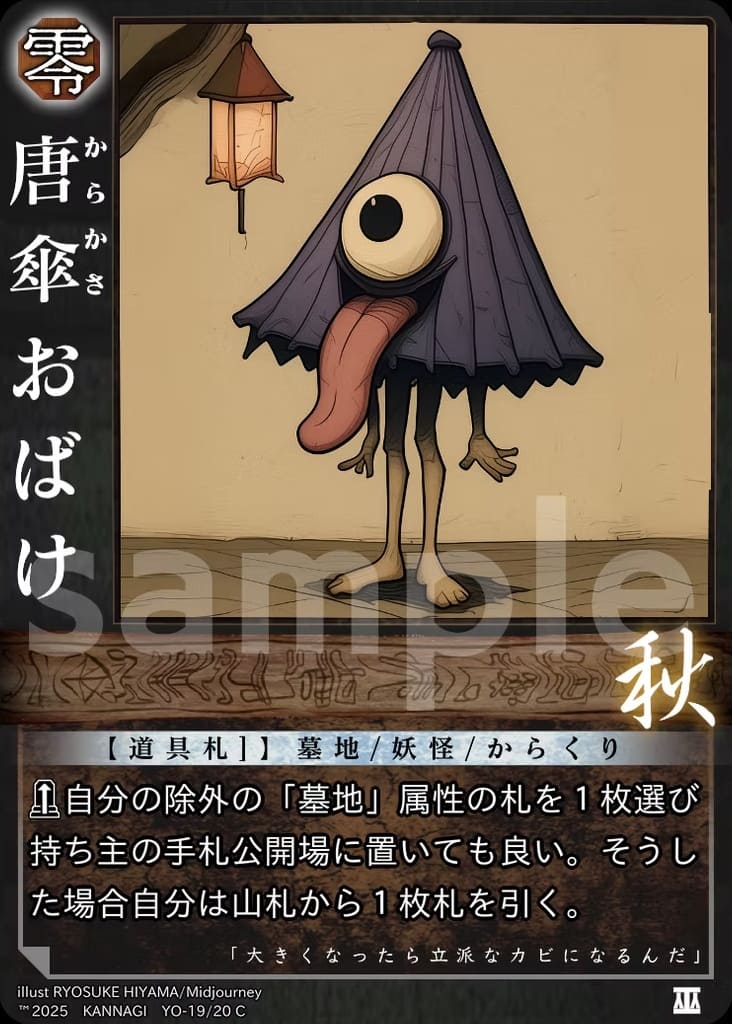 零
唐傘おばけ
からかさ
sample
秋
【道具札]】墓地/妖怪/からくり
自分の除外の「墓地」属性の札を1枚選び
持ち主の手札公開場に置いても良い。そうし
た場合自分は山札から1枚札を引く。
「大きくなったら立派なカビになるんだ」
illust RYOSUKE HIYAMA/Midjourney
™2025 KANNAGI YO-19/20 C